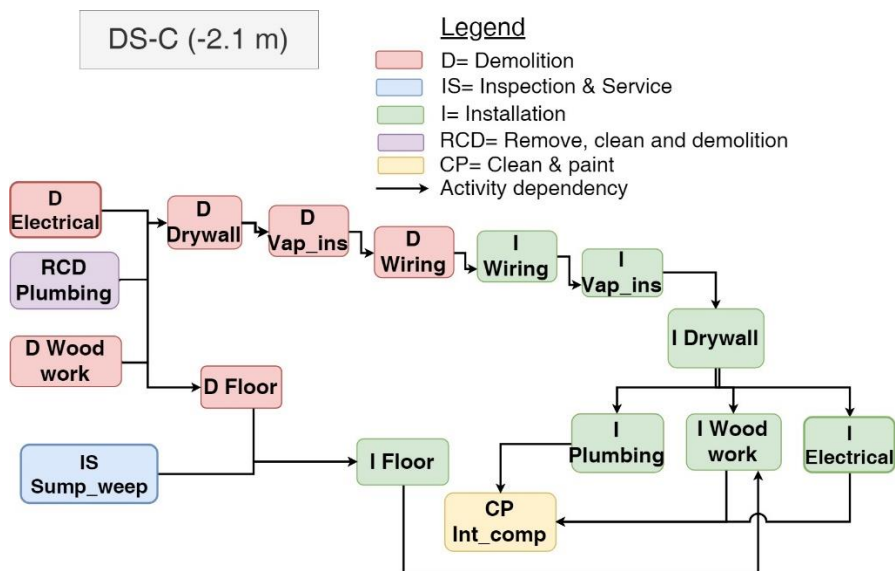 DS-C (-2.1 m)
Legend
D= Demolition
IS= Inspection & Service
I= Installation
RCD= Remove, clean and demolition
CP= Clean & paint
Activity dependency
D
Electrical
D
Drywall
D
Vap_ins
D
Wiring
I
Wiring
I
Vap_ins
RCD
Plumbing
I Drywall
D Wood
work
D Floor
I
Plumbing
I Wood
work
I
Electrical
IS
Sump_weep
I Floor
CP
Int_comp